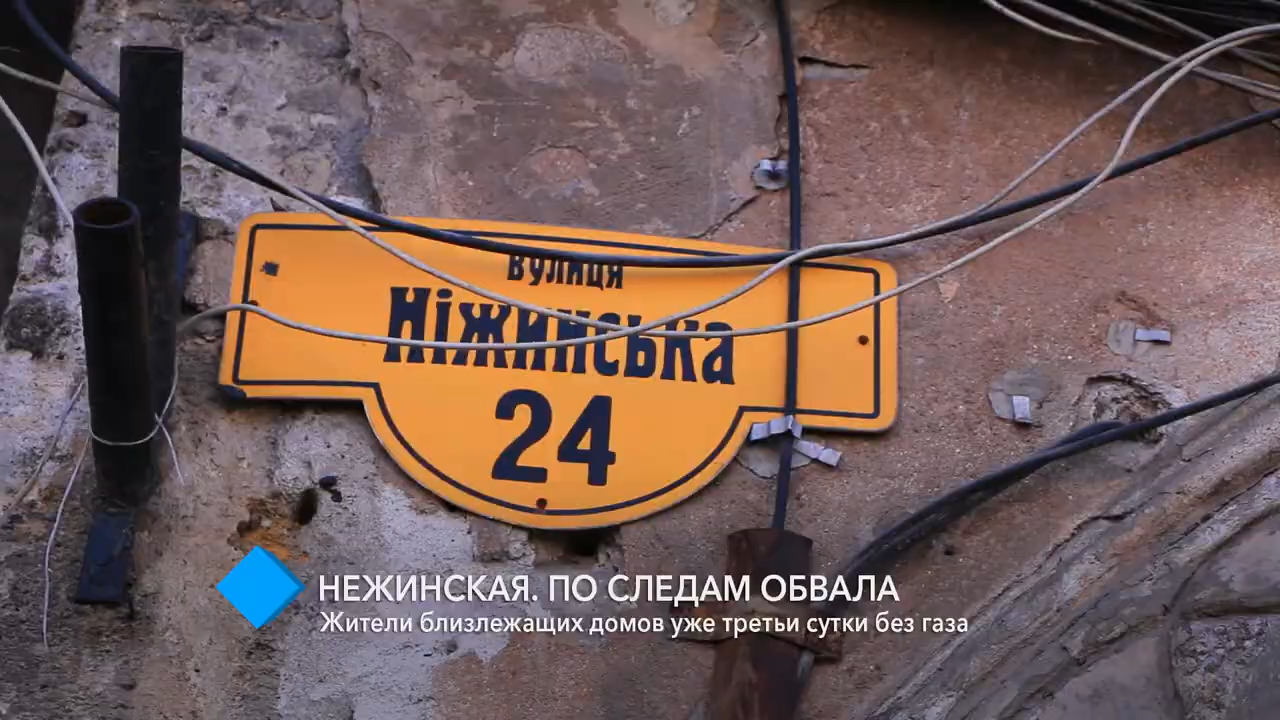 вулиця
Ніжинська
24
НЕЖИНСКАЯ. ПО СЛЕДАМ ОБВАЛА
Жители близлежащих домов уже третьи сутки без газа